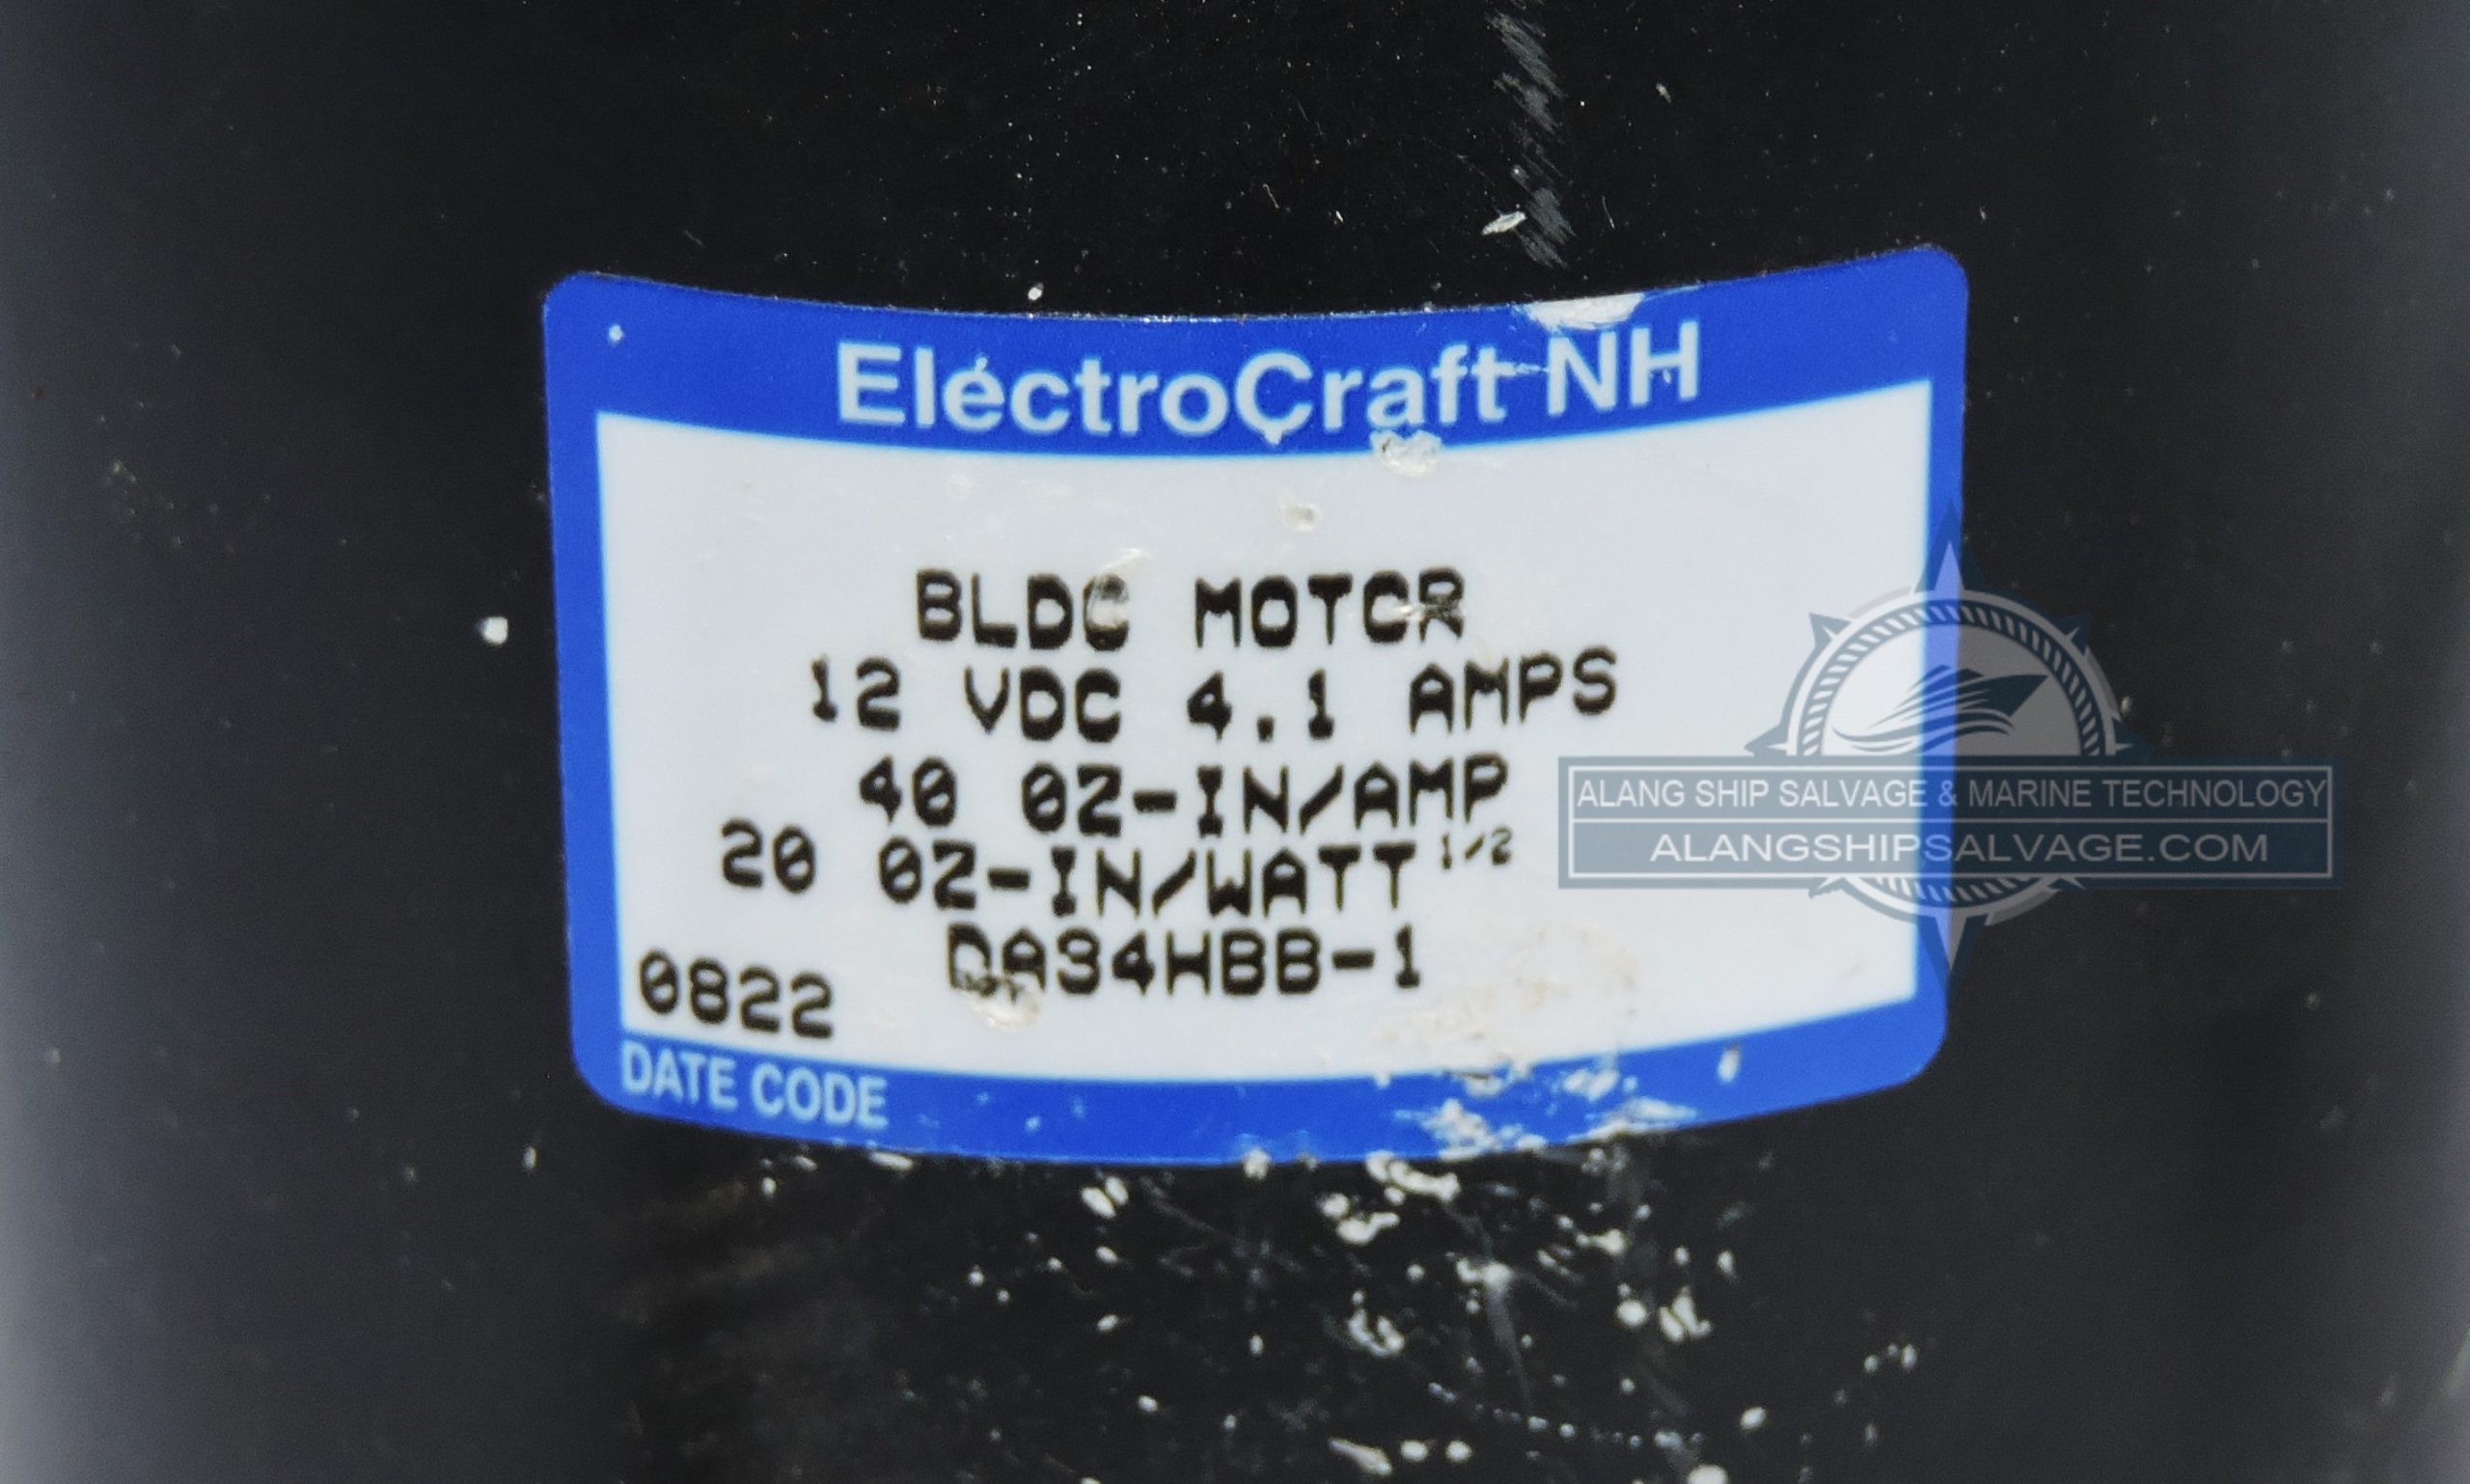 ElectroCraft NH
BLDC MOTOR
12 VDC 4.1 AMPS
40 OZ-IN/AMP
20 OZ-IN/WATT 1/2
DA34HBB-1
0822
DATE CODE
ALANG SHIP SALVAGE & MARINE TECHNOLOGY
ALANGSHIPSALVAGE.COM